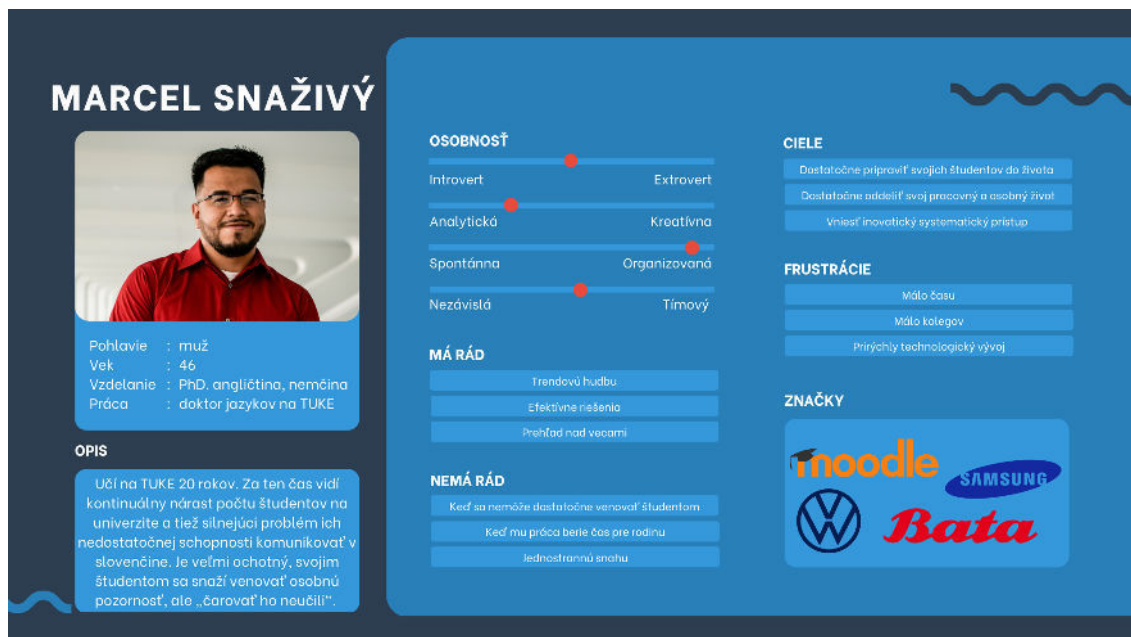 MARCEL SNAŽIVÝ
Pohlavie : muž
Vek : 46
Vzdelanie : PhD. angličtina, nemčina
Práca : doktor jazykov na TUKE
OPIS
Učí na TUKE 20 rokov. Za ten čas vidí
kontinuálny nárast počtu študentov na
univerzite a tiež silnejúci problém ich
nedostatočnej schopnosti komunikovať v
slovenčine. Je veľmi ochotný, svojim
študentom sa snaží venovať osobnú
pozornosť, ale „čarovať ho neučili“.
OSOBNOSŤ
Introvert Extrovert
Analytická Kreatívna
Spontánna Organizovaná
Nezávislá Tímový
MÁ RÁD
Trendovú hudbu
Efektívne riešenia
Prehľad nad vecami
NEMÁ RÁD
Keď sa nemôže dostatočne venovať študentom
Keď mu práca berie čas pre rodinu
Jednostrannú snahu
CIELE
Dostatočne pripraviť svojich študentov do života
Dostatočne oddeliť svoj pracovný a osobný život
Vniesť inovatický systematický prístup
FRUSTRÁCIE
Málo času
Málo kolegov
Prirýchly technologický vývoj
ZNAČKY
moodle
SAMSUNG
Bata